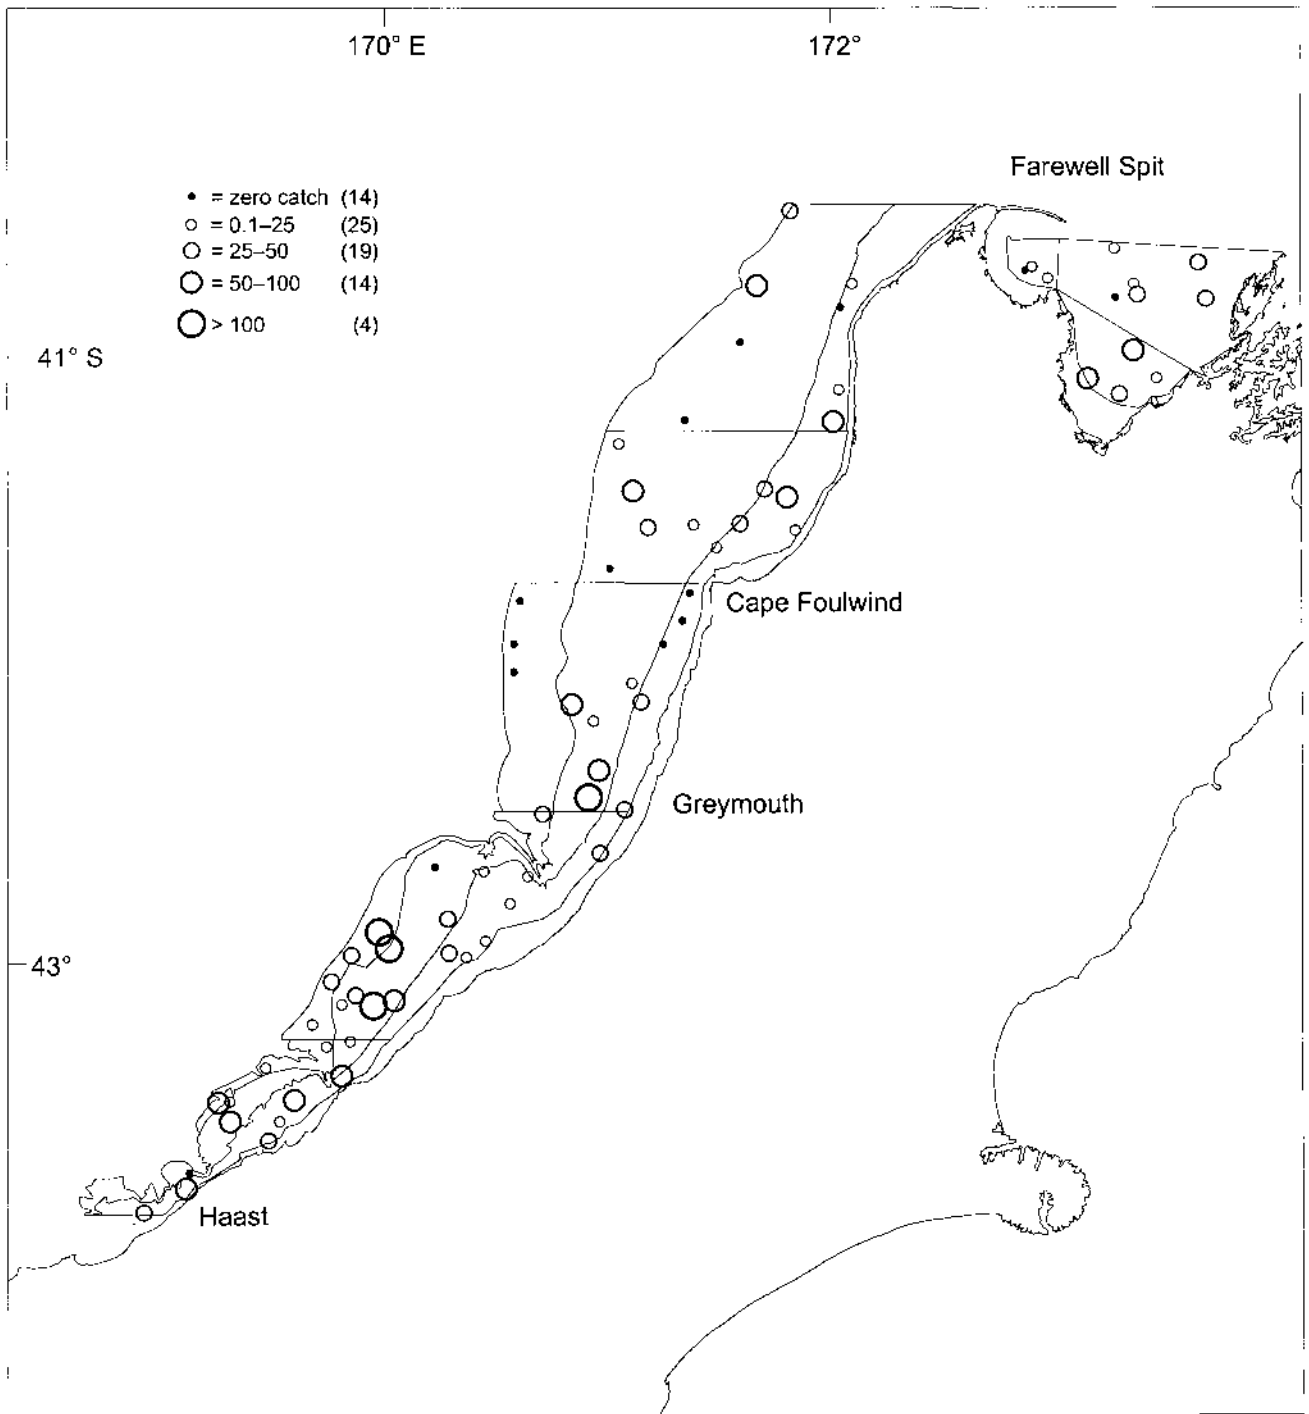 170° E 172°
Farewell Spit
• = zero catch (14)
○ = 0.1–25 (25)
○ = 25–50 (19)
○ = 50–100 (14)
○ > 100 (4)
41° S
Cape Foulwind
Greymouth
43°
Haast